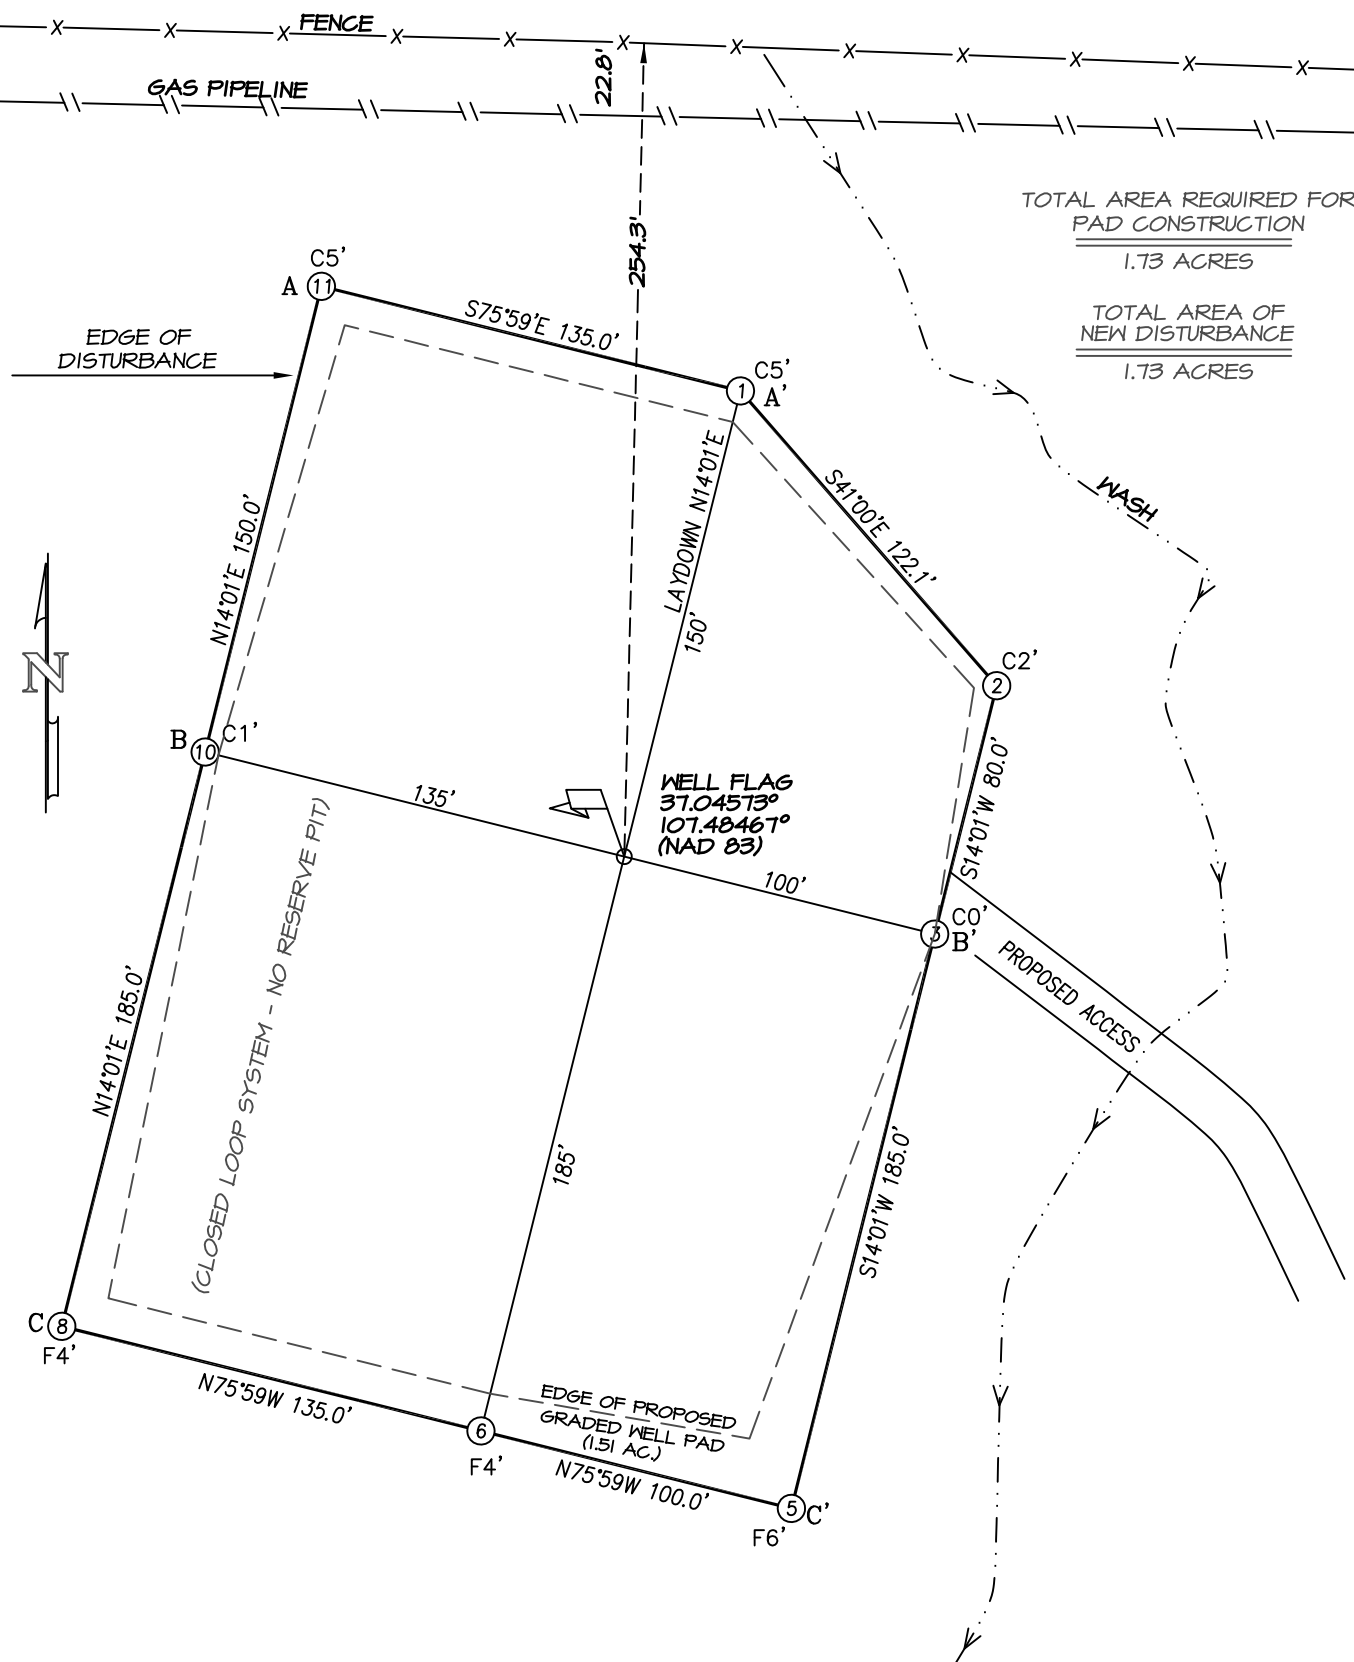 FENCE
22.8'
GAS PIPELINE
TOTAL AREA REQUIRED FOR
PAD CONSTRUCTION
1.73 ACRES
TOTAL AREA OF
NEW DISTURBANCE
1.73 ACRES
254.3'
C5'
A 11
S75°59'E 135.0'
EDGE OF
DISTURBANCE
C5'
1 A'
LAYDOWN N14°01'E
150'
S41°00'E 122.1'
WASH
N14°01'E 150.0'
N
C2'
2
B 10 C1'
135'
WELL FLAG
37.04573°
107.48467°
(NAD 83)
S14°01'W 80.0'
100'
C0'
3 B'
PROPOSED ACCESS
(CLOSED LOOP SYSTEM - NO RESERVE PIT)
N14°01'E 185.0'
185'
S14°01'W 185.0'
C 8
F4'
N75°59W 135.0'
EDGE OF PROPOSED
GRADED WELL PAD
(1.51 AC.)
6
F4'
N75°59W 100.0'
5 C'
F6'